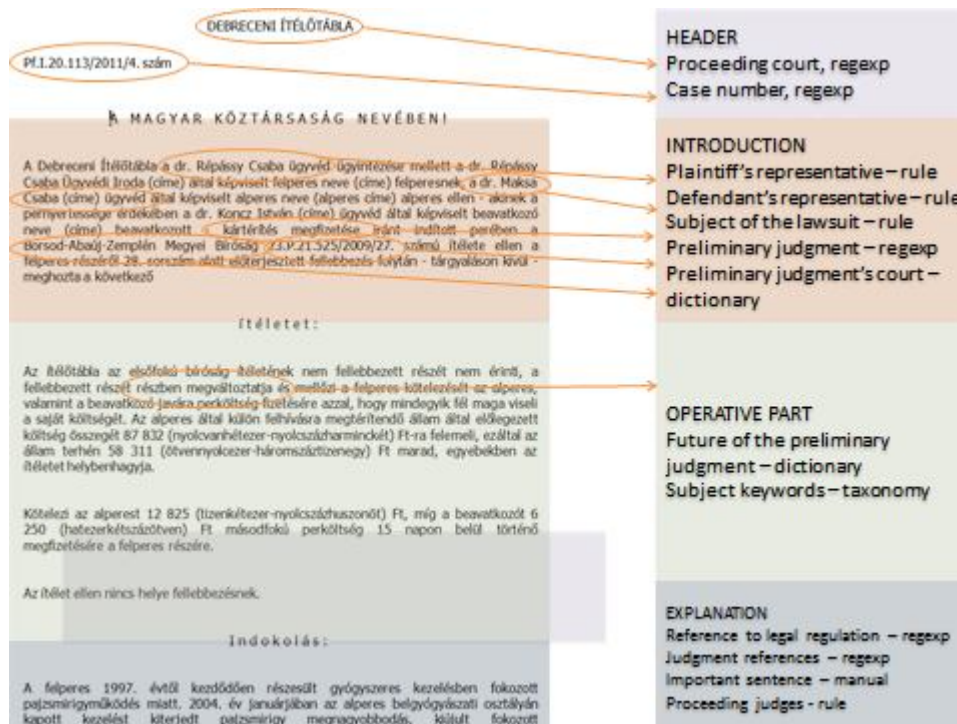 DEBRECENI ÍTÉLŐTÁBLA
Pf.I.20.113/2011/4. szám
A MAGYAR KÖZTÁRSASÁG NEVÉBEN!
A Debreceni Ítélőtábla a dr. Répássy Csaba ügyvéd ügyintézése mellett a dr. Répássy
Csaba Ügyvédi Iroda (címe) által képviselt felperes neve (címe) felperesnek, a dr. Maksa
Csaba (címe) ügyvéd által képviselt alperes neve (alperes címe) alperes ellen - akinek a
pernyertessége érdekében a dr. Koncz István (címe) ügyvéd által képviselt beavatkozó
neve (címe) beavatkozott - kártérítés megfizetése iránt indított perében a
Borsod-Abaúj-Zemplén Megyei Bíróság 23.P.21.525/2009/27. számú ítélete ellen a
felperes részéről 28. sorszám alatt előterjesztett fellebbezés folytán - tárgyaláson kívül -
meghozta a következő
ítéletet:
Az ítélőtábla az elsőfokú bíróság ítéletének nem fellebbezett részét nem érinti, a
fellebbezett részét részben megváltoztatja és mellőzi a felperes kötelezését az alperes,
valamint a beavatkozó javára perköltség fizetésére azzal, hogy mindegyik fél maga viseli
a saját költségét. Az alperes által külön felhívásra megtérítendő állam által előlegezett
költség összegét 87 832 (nyolcvanhétezer-nyolcszázharminckét) Ft-ra felemeli, ezáltal az
állam terhén 58 311 (ötvennyolcezer-háromszáztizenegy) Ft marad, egyebekben az
ítéletet helybenhagyja.
Kötelezi az alperest 12 825 (tizenkétezer-nyolcszázhuszonöt) Ft, míg a beavatkozót 6
250 (hatezerkétszázötven) Ft másodfokú perköltség 15 napon belül történő
megfizetésére a felperes részére.
Az ítélet ellen nincs helye fellebbezésnek.
Indokolás:
A felperes 1997. évtől kezdődően részesült gyógyszeres kezelésben fokozott
pajzsmirigyműködés miatt. 2004. év januárjában az alperes belgyógyászati osztályán
kapott kezelést kiterjedt pajzsmirigy megnagyobbodás, kiújult fokozott
HEADER
Proceeding court, regexp
Case number, regexp
INTRODUCTION
Plaintiff's representative – rule
Defendant's representative – rule
Subject of the lawsuit – rule
Preliminary judgment – regexp
Preliminary judgment's court –
dictionary
OPERATIVE PART
Future of the preliminary
judgment – dictionary
Subject keywords – taxonomy
EXPLANATION
Reference to legal regulation – regexp
Judgment references – regexp
Important sentence – manual
Proceeding judges - rule